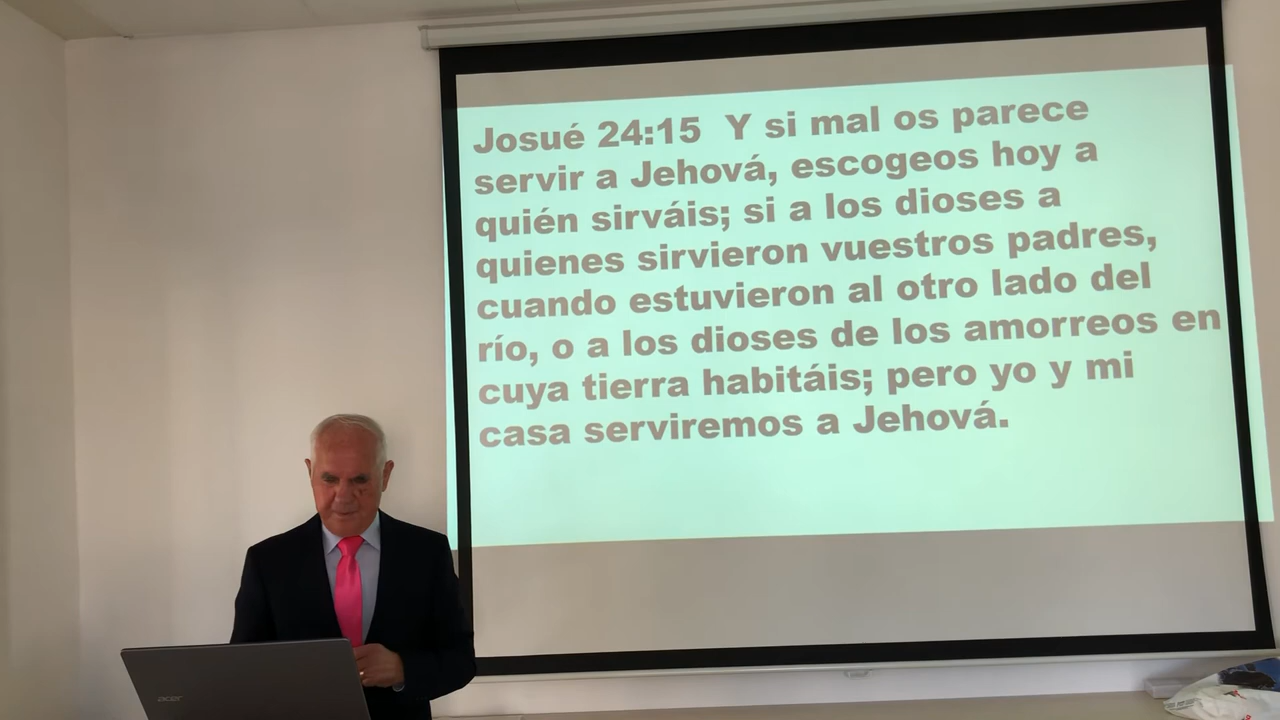 Josué 24:15 Y si mal os parece
servir a Jehová, escogeos hoy a
quién sirváis; si a los dioses a
quienes sirvieron vuestros padres,
cuando estuvieron al otro lado del
río, o a los dioses de los amorreos en
cuya tierra habitáis; pero yo y mi
casa serviremos a Jehová.
acer